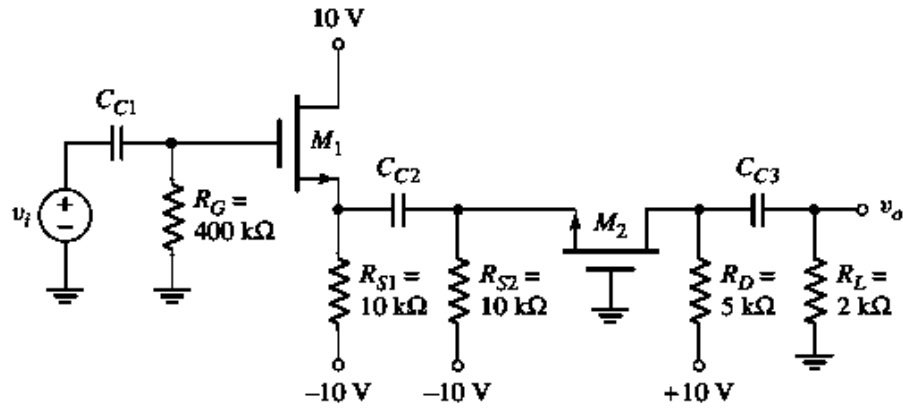 10 V
C_C1
M_1
C_C2
C_C3
v_i
+
−
R_G =
400 kΩ
M_2
v_o
R_S1 =
10 kΩ
R_S2 =
10 kΩ
R_D =
5 kΩ
R_L =
2 kΩ
−10 V
−10 V
+10 V